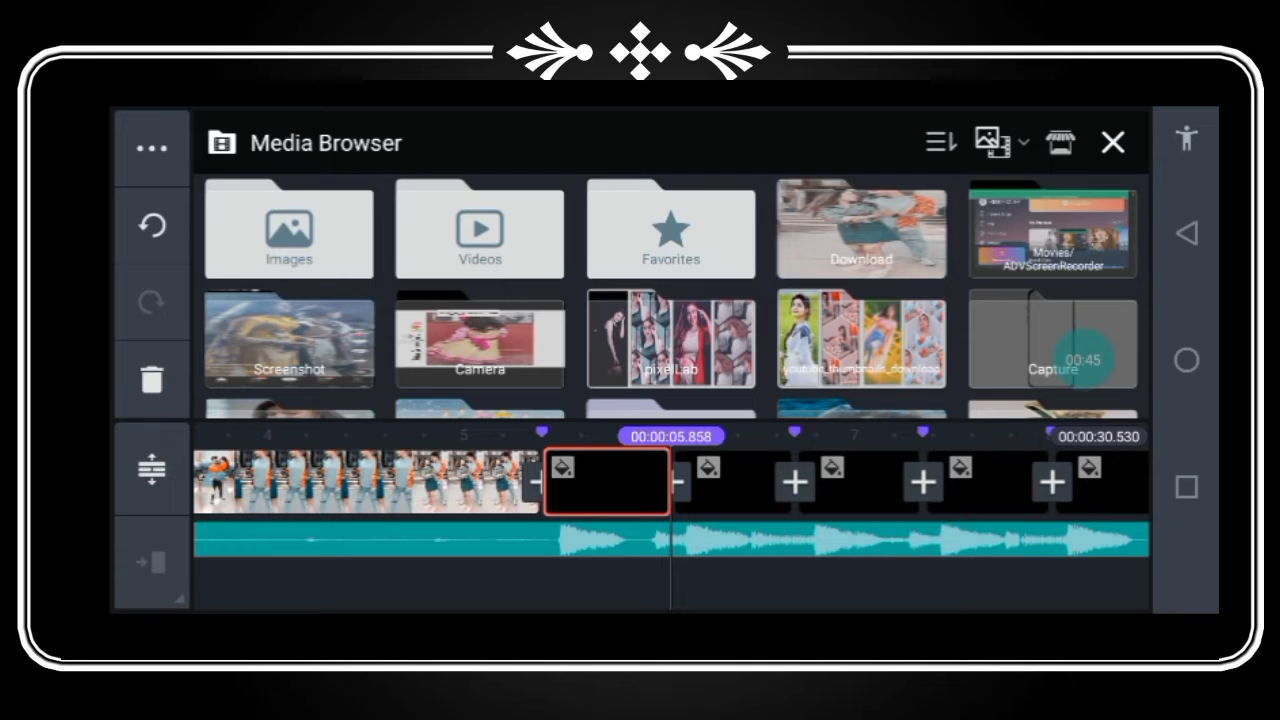 Media Browser
Images
Videos
Favorites
Download
Movies/
ADVScreenRecorder
Screenshot
Camera
pixelLab
youtube_thumbnails_download
Capture
00:45
4
5
00:00:05.858
7
00:00:30.530